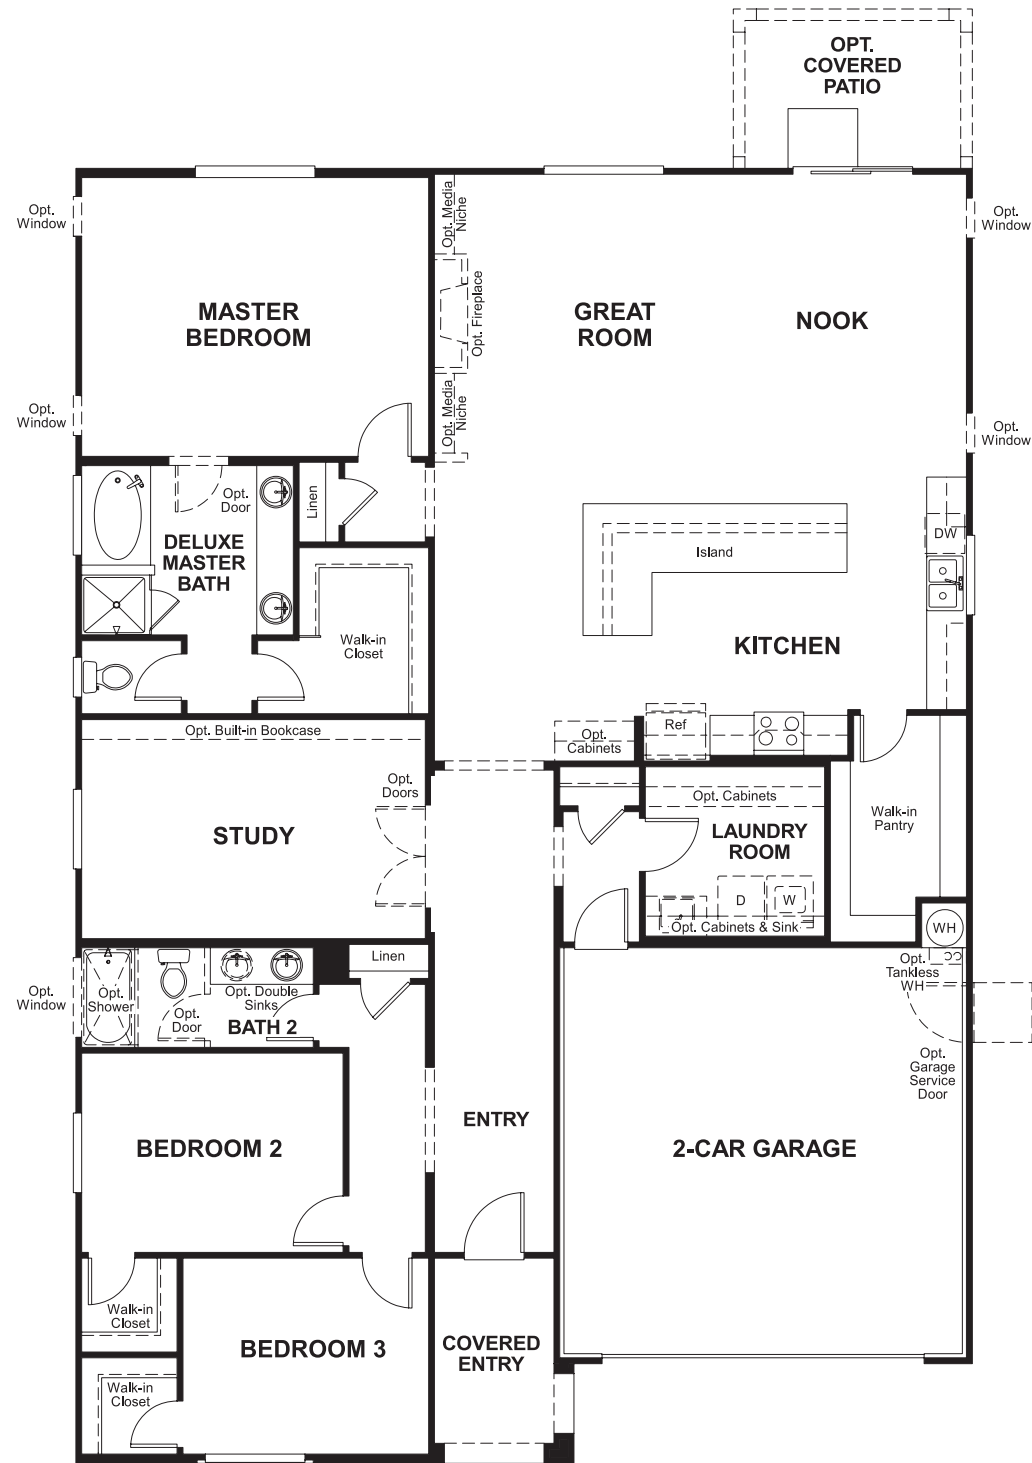 OPT.
COVERED
PATIO
Opt.
Window
Opt. Media
Niche
Opt.
Window
MASTER
BEDROOM
Opt. Fireplace
GREAT
ROOM
NOOK
Opt.
Window
Opt. Media
Niche
Opt.
Window
Opt.
Door
Linen
DELUXE
MASTER
BATH
Island
DW
Walk-in
Closet
KITCHEN
Opt. Built-in Bookcase
Opt.
Cabinets
Ref
Opt.
Doors
Opt. Cabinets
STUDY
LAUNDRY
ROOM
Walk-in
Pantry
D
W
Opt. Cabinets & Sink
WH
Linen
Opt.
Window
Opt.
Shower
Opt. Double
Sinks
Opt.
Door
BATH 2
Opt.
Tankless
WH
Opt.
Garage
Service
Door
ENTRY
BEDROOM 2
2-CAR GARAGE
Walk-in
Closet
BEDROOM 3
COVERED
ENTRY
Walk-in
Closet